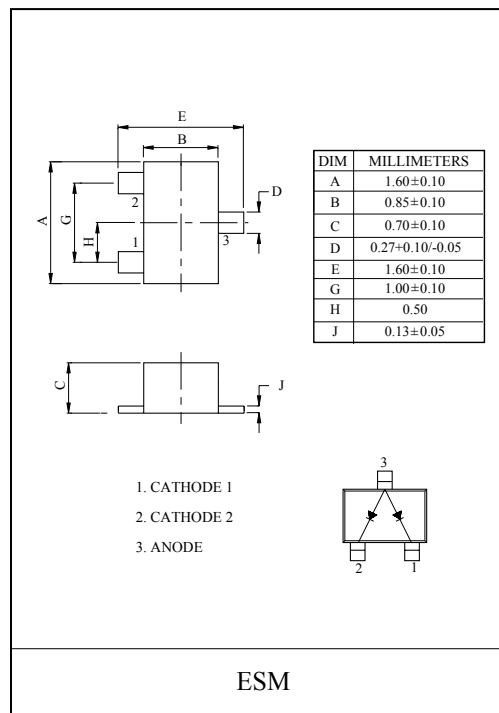 E
B
A
G
H
2
1
3
D
DIM MILLIMETERS
A 1.60±0.10
B 0.85±0.10
C 0.70±0.10
D 0.27+0.10/-0.05
E 1.60±0.10
G 1.00±0.10
H 0.50
J 0.13±0.05
C
J
1. CATHODE 1
2. CATHODE 2
3. ANODE
3
2 1
ESM